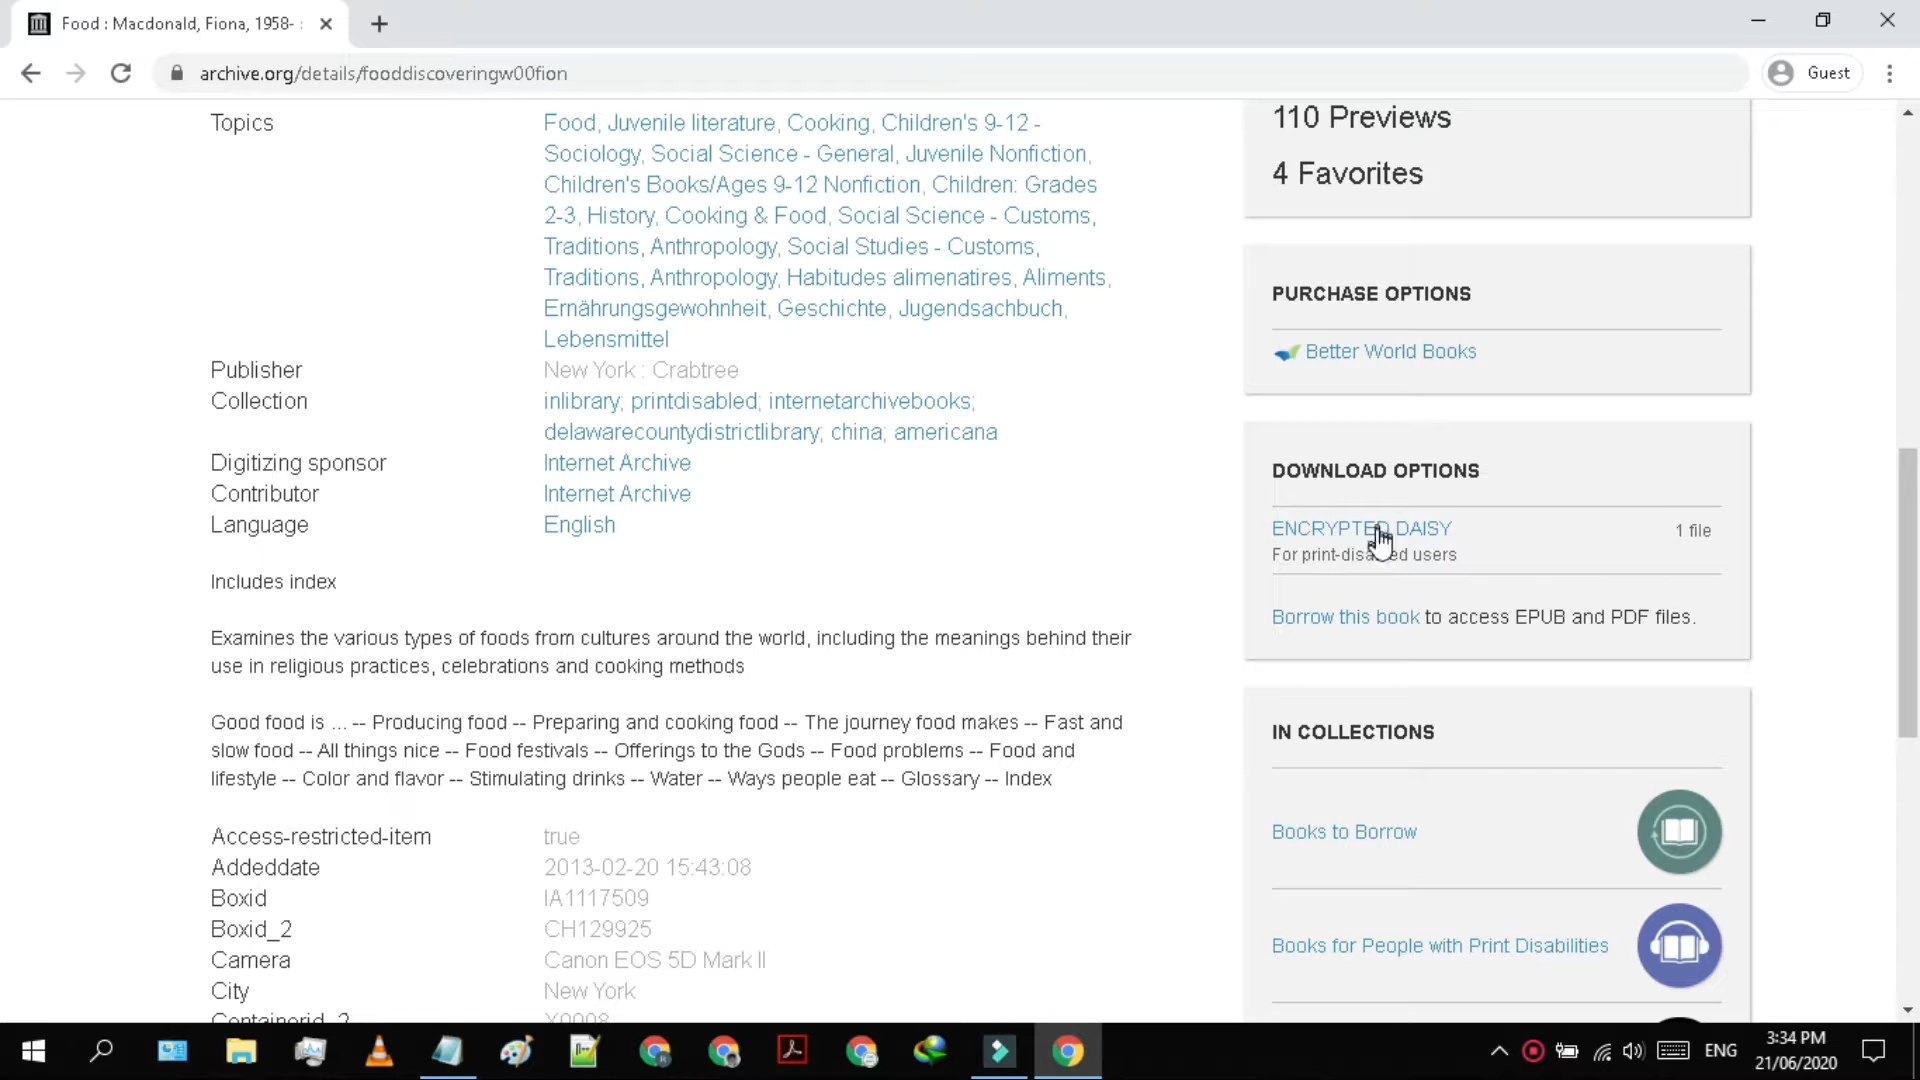 Food : Macdonald, Fiona, 1958- :
archive.org/details/fooddiscoveringw00fion
Guest
Topics
Food, Juvenile literature, Cooking, Children's 9-12 -
Sociology, Social Science - General, Juvenile Nonfiction,
Children's Books/Ages 9-12 Nonfiction, Children: Grades
2-3, History, Cooking & Food, Social Science - Customs,
Traditions, Anthropology, Social Studies - Customs,
Traditions, Anthropology, Habitudes alimenatires, Aliments,
Ernährungsgewohnheit, Geschichte, Jugendsachbuch,
Lebensmittel
Publisher
New York : Crabtree
Collection
inlibrary; printdisabled; internetarchivebooks;
delawarecountydistrictlibrary; china; americana
Digitizing sponsor
Internet Archive
Contributor
Internet Archive
Language
English
Includes index
Examines the various types of foods from cultures around the world, including the meanings behind their
use in religious practices, celebrations and cooking methods
Good food is ... -- Producing food -- Preparing and cooking food -- The journey food makes -- Fast and
slow food -- All things nice -- Food festivals -- Offerings to the Gods -- Food problems -- Food and
lifestyle -- Color and flavor -- Stimulating drinks -- Water -- Ways people eat -- Glossary -- Index
Access-restricted-item
true
Addeddate
2013-02-20 15:43:08
Boxid
IA1117509
Boxid_2
CH129925
Camera
Canon EOS 5D Mark II
City
New York
Containerid_2
X0008
110 Previews
4 Favorites
PURCHASE OPTIONS
Better World Books
DOWNLOAD OPTIONS
ENCRYPTED DAISY
1 file
For print-disabled users
Borrow this book to access EPUB and PDF files.
IN COLLECTIONS
Books to Borrow
Books for People with Print Disabilities
ENG
3:34 PM
21/06/2020